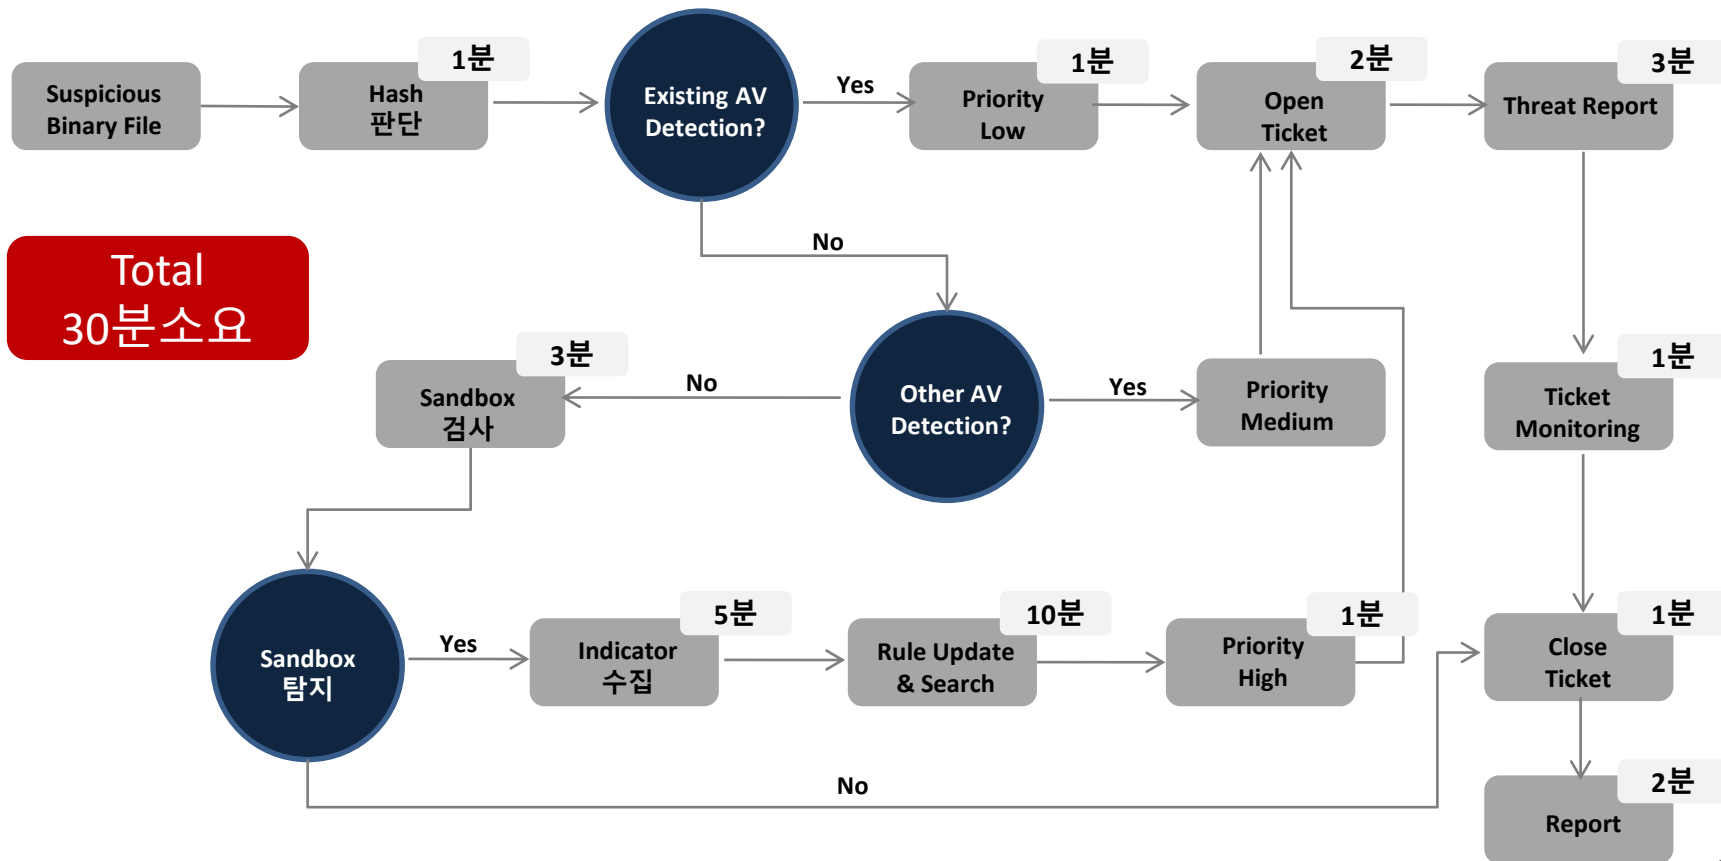 1분
1분
2분
3분
Suspicious
Binary File
Hash
판단
Existing AV
Detection?
Yes
Priority
Low
Open
Ticket
Threat Report
No
Total
30분소요
3분
1분
Sandbox
검사
No
Other AV
Detection?
Yes
Priority
Medium
Ticket
Monitoring
5분
10분
1분
1분
Sandbox
탐지
Yes
Indicator
수집
Rule Update
& Search
Priority
High
Close
Ticket
No
2분
Report